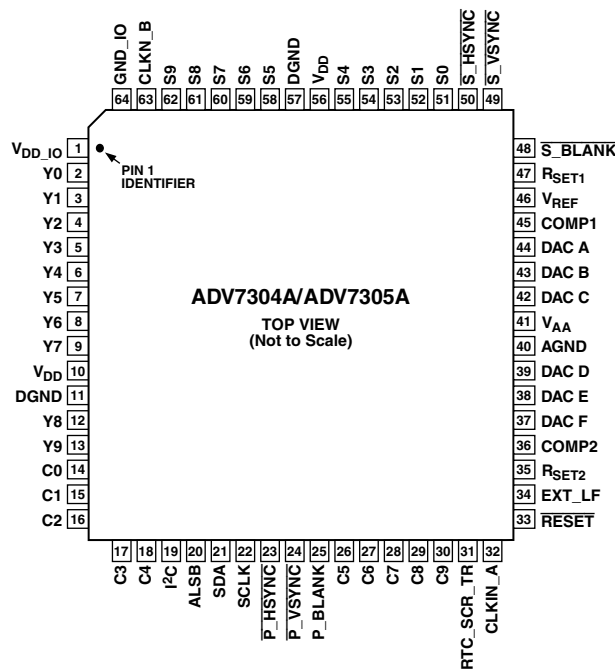 GND_IO
CLKN_B
S9
S8
S7
S6
S5
DGND
VDD
S4
S3
S2
S1
S0
S_HSYNC
S_VSYNC
64 63 62 61 60 59 58 57 56 55 54 53 52 51 50 49
VDD_IO 1
Y0 2
Y1 3
Y2 4
Y3 5
Y4 6
Y5 7
Y6 8
Y7 9
VDD 10
DGND 11
Y8 12
Y9 13
C0 14
C1 15
C2 16
PIN 1
IDENTIFIER
ADV7304A/ADV7305A
TOP VIEW
(Not to Scale)
48 S_BLANK
47 RSET1
46 VREF
45 COMP1
44 DAC A
43 DAC B
42 DAC C
41 VAA
40 AGND
39 DAC D
38 DAC E
37 DAC F
36 COMP2
35 RSET2
34 EXT_LF
33 RESET
17 18 19 20 21 22 23 24 25 26 27 28 29 30 31 32
C3
C4
I²C
ALSB
SDA
SCLK
P_HSYNC
P_VSYNC
P_BLANK
C5
C6
C7
C8
C9
RTC_SCR_TR
CLKIN_A